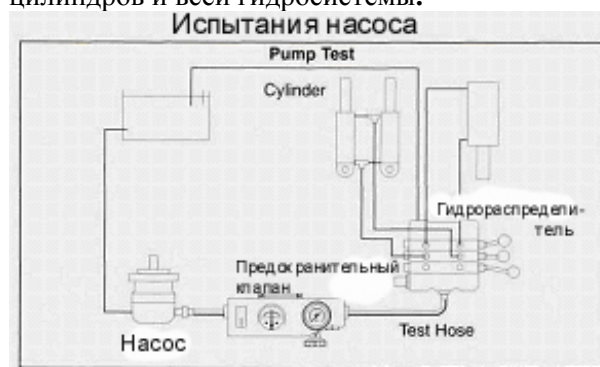 цилиндров и всей гидросистемы.
Испытания насоса
Pump Test
Cylinder
Гидрораспредели-
тель
Предохранительный
клапан
Насос
Test Hose